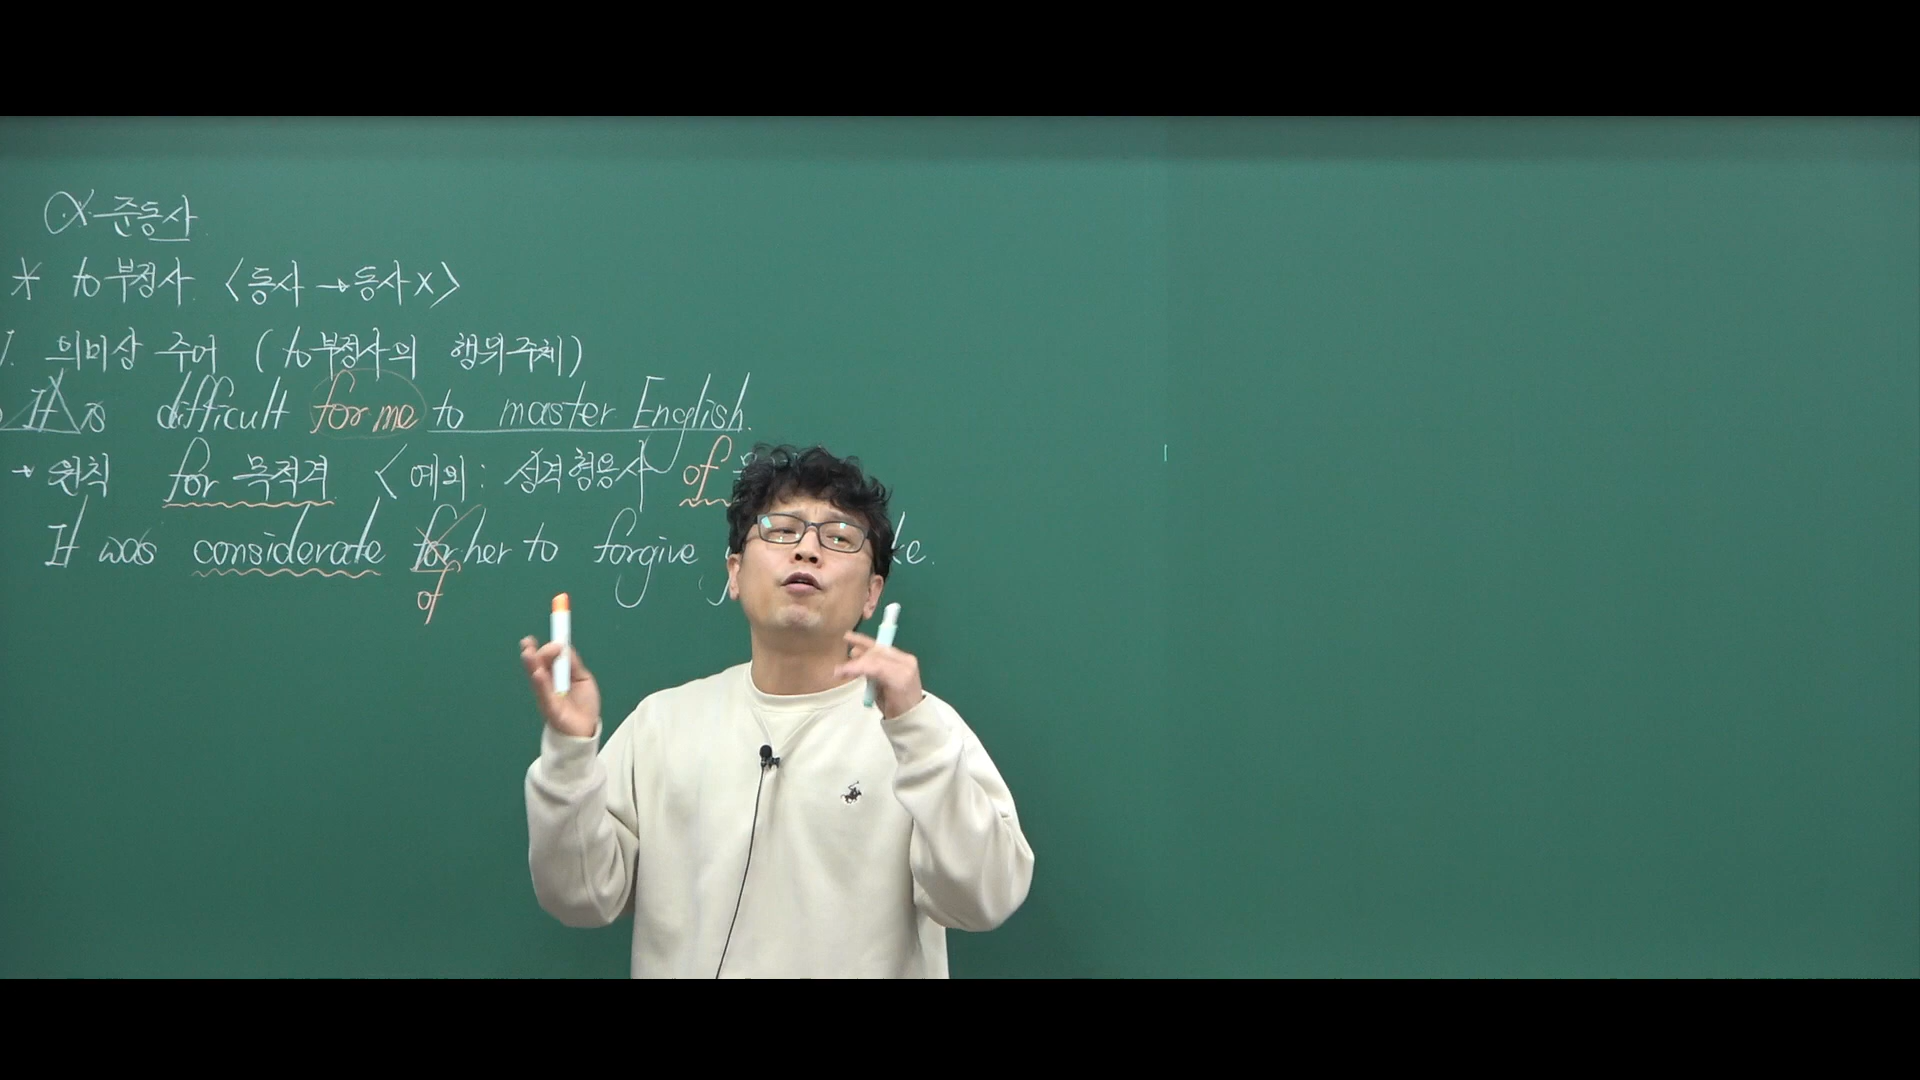 준동사
* to부정사 <동사→동사x>
1. 의미상 주어 (to부정사의 행위주체)
It is difficult for me to master English.
→ 원칙 for 목적격 < 예외: 성격형용사 of
It was considerate for her to forgive
of